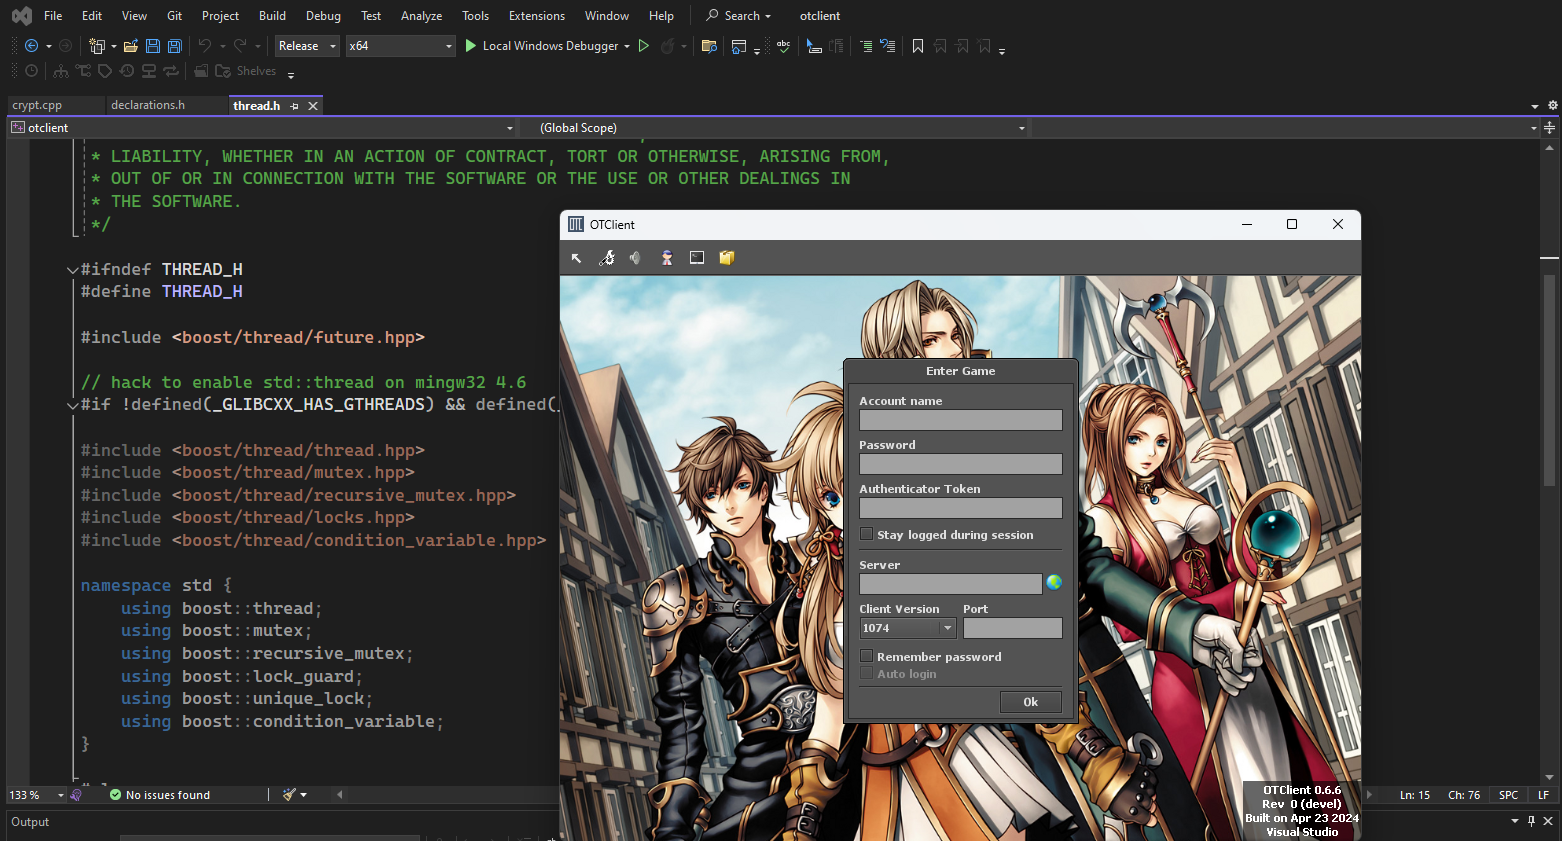 File Edit View Git Project Build Debug Test Analyze Tools Extensions Window Help Search otclient
Release x64 Local Windows Debugger abc
Shelves
crypt.cpp declarations.h thread.h
otclient (Global Scope)
* LIABILITY, WHETHER IN AN ACTION OF CONTRACT, TORT OR OTHERWISE, ARISING FROM,
* OUT OF OR IN CONNECTION WITH THE SOFTWARE OR THE USE OR OTHER DEALINGS IN
* THE SOFTWARE.
*/
#ifndef THREAD_H
#define THREAD_H
#include <boost/thread/future.hpp>
// hack to enable std::thread on mingw32 4.6
#if !defined(_GLIBCXX_HAS_GTHREADS) && defined(_
#include <boost/thread/thread.hpp>
#include <boost/thread/mutex.hpp>
#include <boost/thread/recursive_mutex.hpp>
#include <boost/thread/locks.hpp>
#include <boost/thread/condition_variable.hpp>
namespace std {
using boost::thread;
using boost::mutex;
using boost::recursive_mutex;
using boost::lock_guard;
using boost::unique_lock;
using boost::condition_variable;
}
133 % No issues found
Ln: 15 Ch: 76 SPC LF
Output
OTC OTClient
Enter Game
Account name
Password
Authenticator Token
Stay logged during session
Server
Client Version Port
1074
Remember password
Auto login
Ok
OTClient 0.6.6
Rev 0 (devel)
Built on Apr 23 2024
Visual Studio